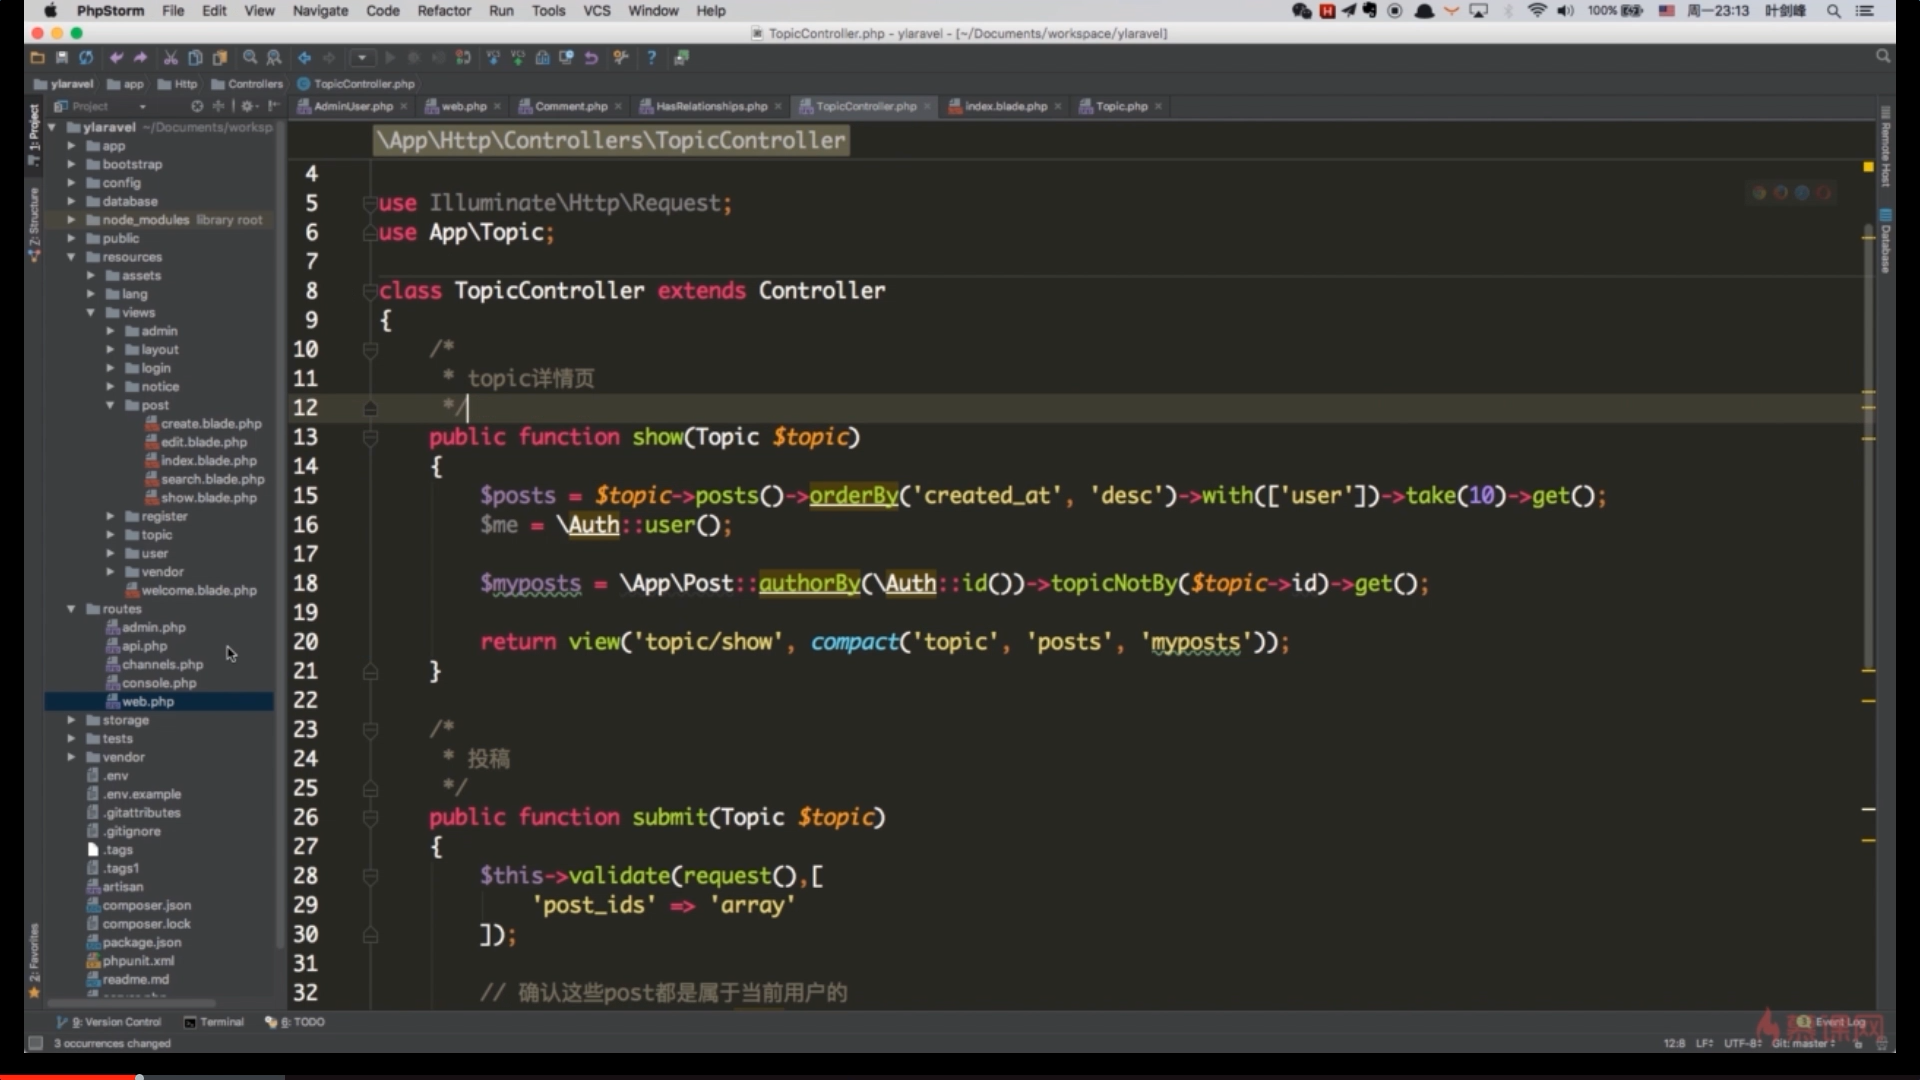 PhpStorm File Edit View Navigate Code Refactor Run Tools VCS Window Help
100% 周一23:13 叶剑峰
TopicController.php - ylaravel - [~/Documents/workspace/ylaravel]
ylaravel app Http Controllers TopicController.php
Project
AdminUser.php web.php Comment.php HasRelationships.php TopicController.php index.blade.php Topic.php
1: Project
Z: Structure
2: Favorites
ylaravel ~/Documents/worksp
app
bootstrap
config
database
node_modules library root
public
resources
assets
lang
views
admin
layout
login
notice
post
create.blade.php
edit.blade.php
index.blade.php
search.blade.php
show.blade.php
register
topic
user
vendor
welcome.blade.php
routes
admin.php
api.php
channels.php
console.php
web.php
storage
tests
vendor
.env
.env.example
.gitattributes
.gitignore
.tags
.tags1
artisan
composer.json
composer.lock
package.json
phpunit.xml
readme.md
\App\Http\Controllers\TopicController
4
5 use Illuminate\Http\Request;
6 use App\Topic;
7
8 class TopicController extends Controller
9 {
10 /*
11 * topic详情页
12 */
13 public function show(Topic $topic)
14 {
15 $posts = $topic->posts()->orderBy('created_at', 'desc')->with(['user'])->take(10)->get();
16 $me = \Auth::user();
17
18 $myposts = \App\Post::authorBy(\Auth::id())->topicNotBy($topic->id)->get();
19
20 return view('topic/show', compact('topic', 'posts', 'myposts'));
21 }
22
23 /*
24 * 投稿
25 */
26 public function submit(Topic $topic)
27 {
28 $this->validate(request(),[
29 'post_ids' => 'array'
30 ]);
31
32 // 确认这些post都是属于当前用户的
Remote Host
Database
9: Version Control Terminal 6: TODO
Event Log
慕课网
3 occurrences changed
12:8 LF UTF-8 Git: master